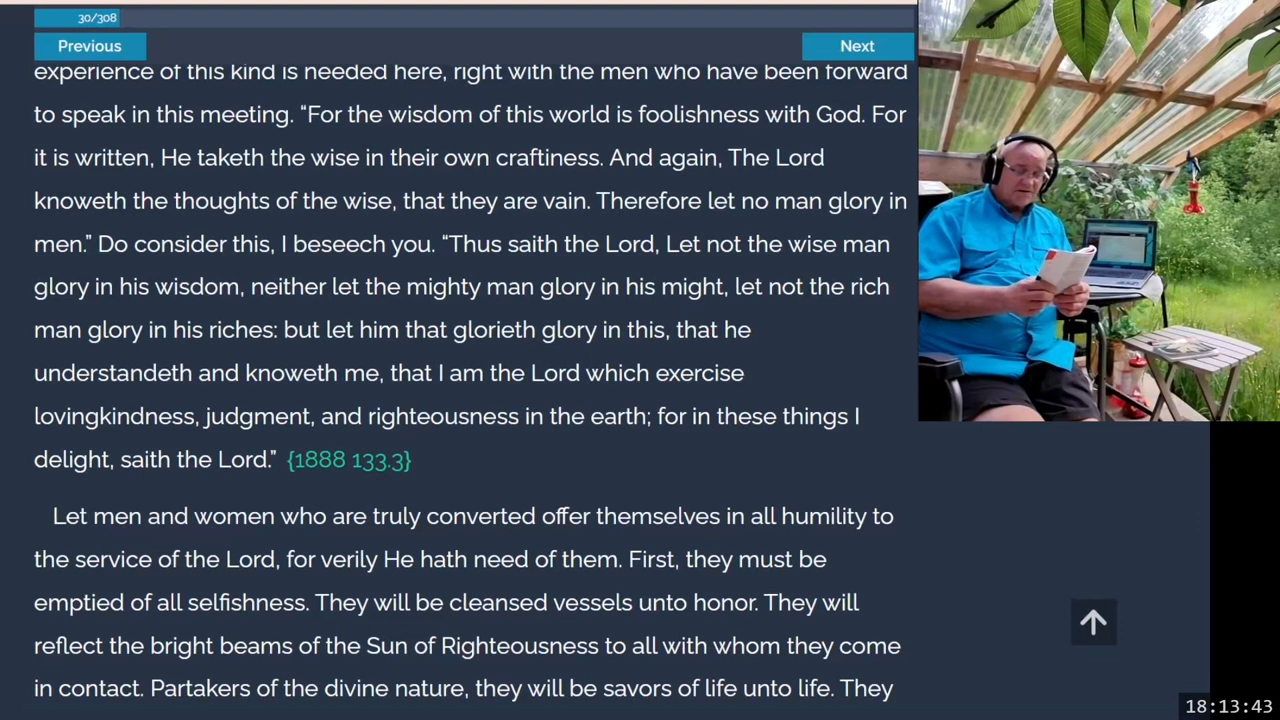 30/308
Previous
Next
experience of this kind is needed here, right with the men who have been forward
to speak in this meeting. “For the wisdom of this world is foolishness with God. For
it is written, He taketh the wise in their own craftiness. And again, The Lord
knoweth the thoughts of the wise, that they are vain. Therefore let no man glory in
men.” Do consider this, I beseech you. “Thus saith the Lord, Let not the wise man
glory in his wisdom, neither let the mighty man glory in his might, let not the rich
man glory in his riches: but let him that glorieth glory in this, that he
understandeth and knoweth me, that I am the Lord which exercise
lovingkindness, judgment, and righteousness in the earth; for in these things I
delight, saith the Lord.” {1888 133.3}
Let men and women who are truly converted offer themselves in all humility to
the service of the Lord, for verily He hath need of them. First, they must be
emptied of all selfishness. They will be cleansed vessels unto honor. They will
reflect the bright beams of the Sun of Righteousness to all with whom they come
in contact. Partakers of the divine nature, they will be savors of life unto life. They
18:13:43